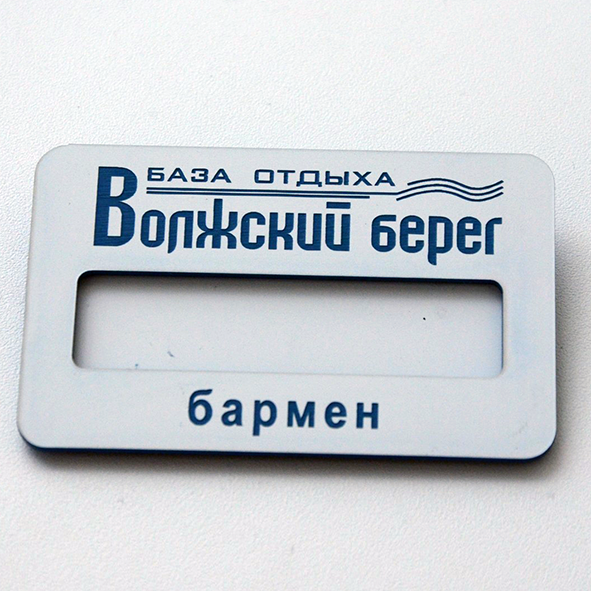 БАЗА ОТДЫХА
Волжский берег
бармен